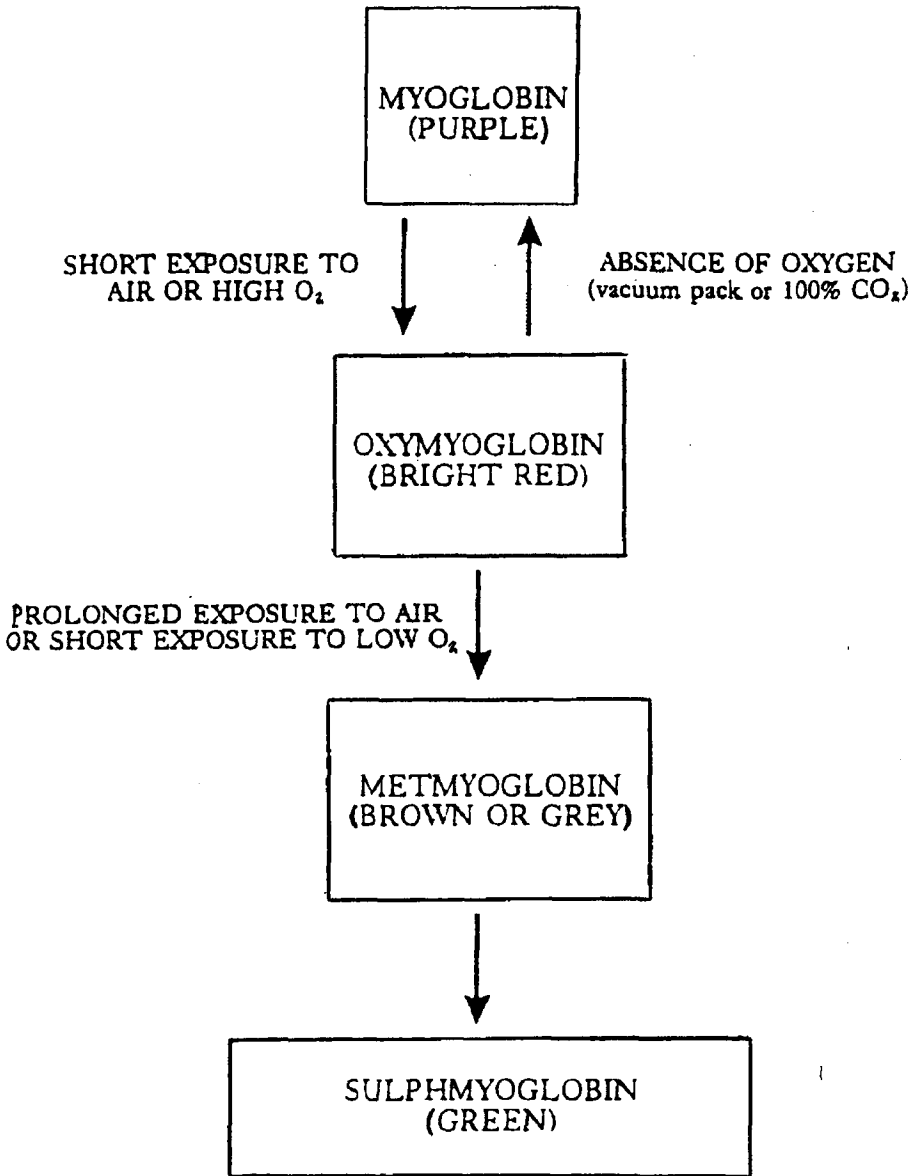 MYOGLOBIN
(PURPLE)
SHORT EXPOSURE TO
AIR OR HIGH O₂
ABSENCE OF OXYGEN
(vacuum pack or 100% CO₂)
OXYMYOGLOBIN
(BRIGHT RED)
PROLONGED EXPOSURE TO AIR
OR SHORT EXPOSURE TO LOW O₂
METMYOGLOBIN
(BROWN OR GREY)
SULPHMYOGLOBIN
(GREEN)